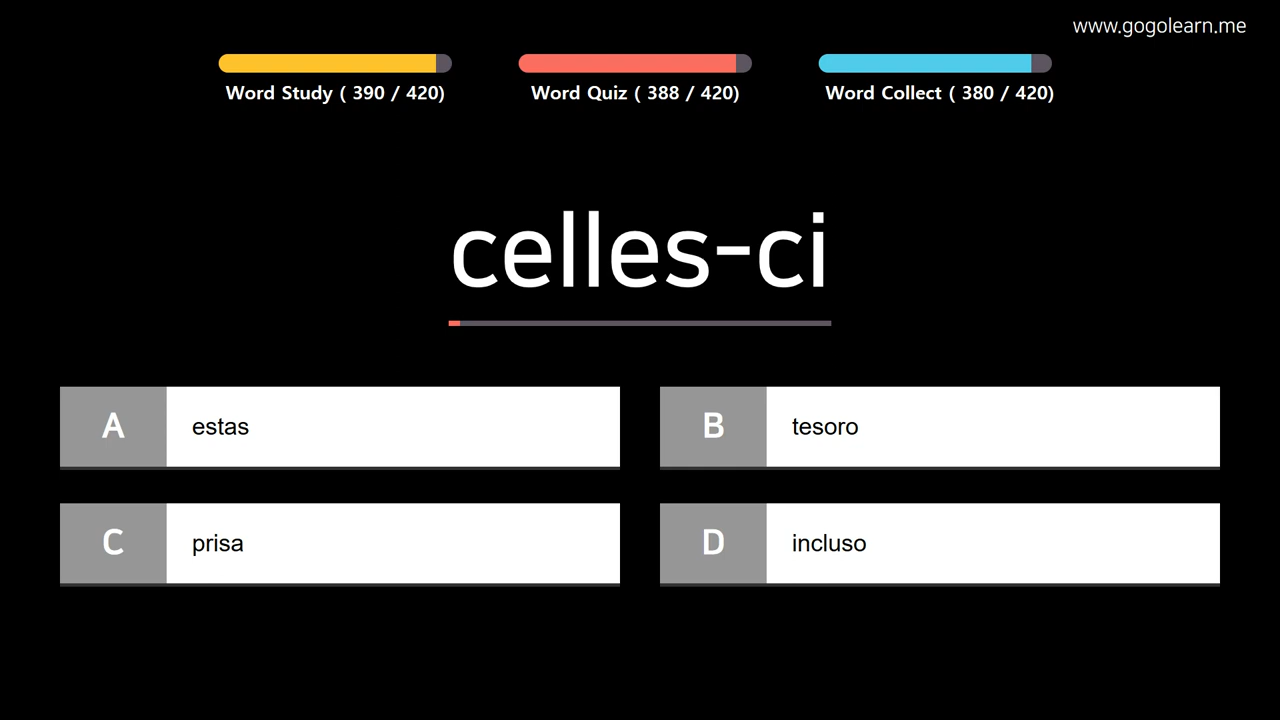 www.gogolearn.me
Word Study ( 390 / 420)
Word Quiz ( 388 / 420)
Word Collect ( 380 / 420)
celles-ci
A estas
B tesoro
C prisa
D incluso